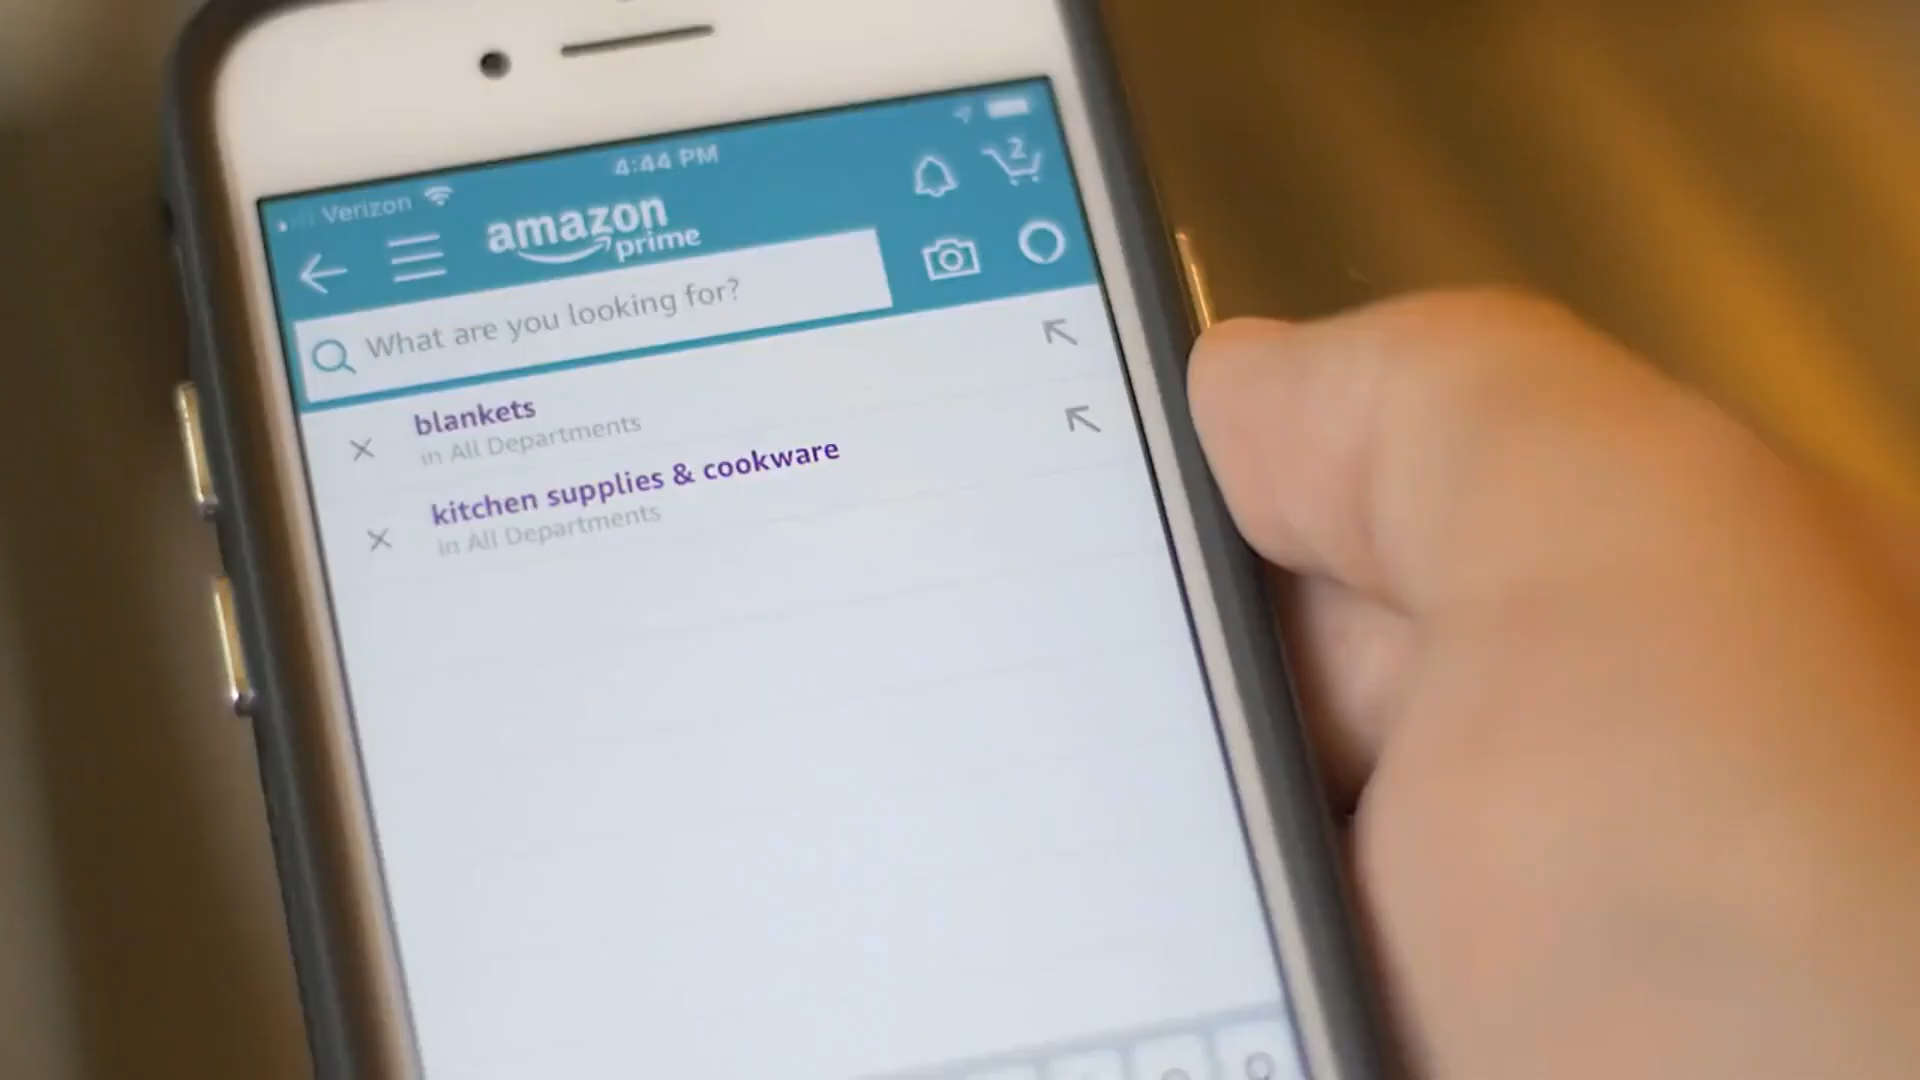 4:44 PM
Verizon
2
amazon
prime
What are you looking for?
blankets
in All Departments
kitchen supplies & cookware
in All Departments